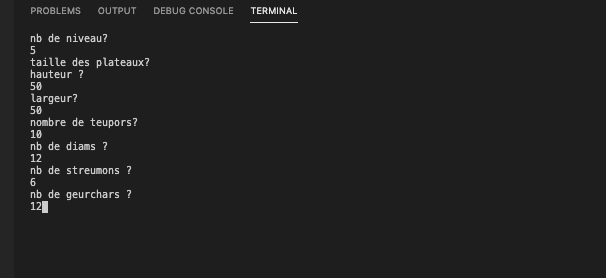 PROBLEMS OUTPUT DEBUG CONSOLE TERMINAL
nb de niveau?
5
taille des plateaux?
hauteur ?
50
largeur?
50
nombre de teupors?
10
nb de diams ?
12
nb de streumons ?
6
nb de geurchars ?
12